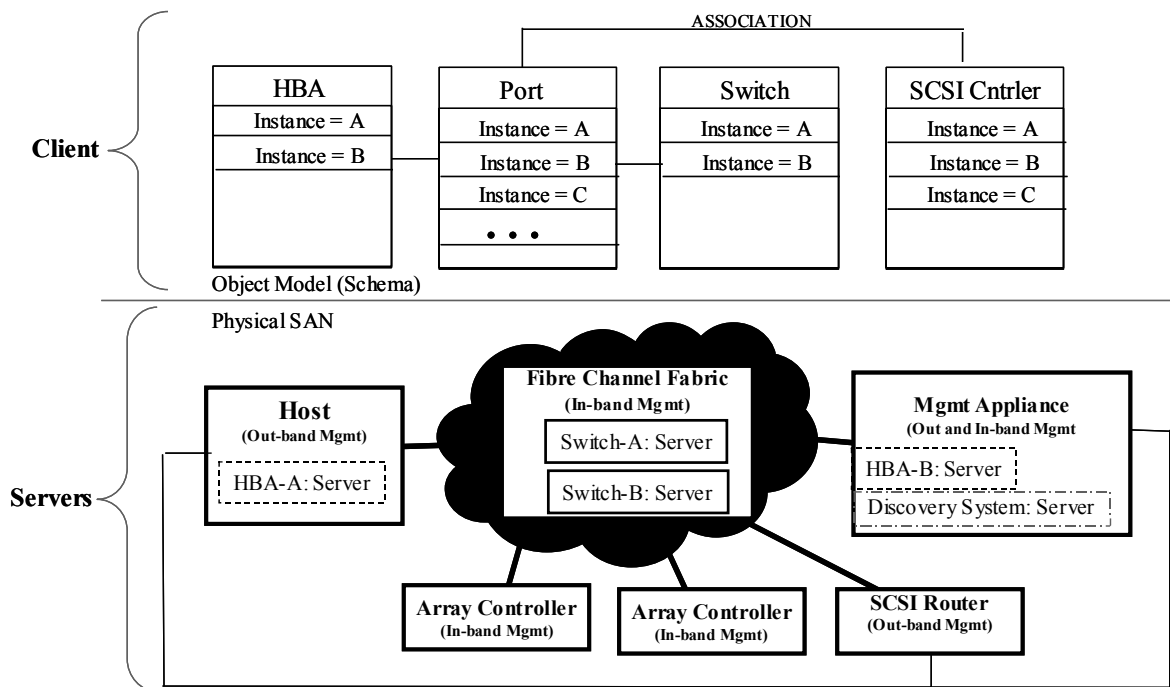 ASSOCIATION
HBA
Port
Switch
SCSI Cntrler
Instance = A
Instance = A
Instance = A
Instance = A
Client
Instance = B
Instance = B
Instance = B
Instance = B
Instance = C
Instance = C
• • •
Object Model (Schema)
Physical SAN
Servers
Host
(Out-band Mgmt)
HBA-A: Server
Fibre Channel Fabric
(In-band Mgmt)
Switch-A: Server
Switch-B: Server
Mgmt Appliance
(Out and In-band Mgmt
HBA-B: Server
Discovery System: Server
Array Controller
(In-band Mgmt)
Array Controller
(In-band Mgmt)
SCSI Router
(Out-band Mgmt)